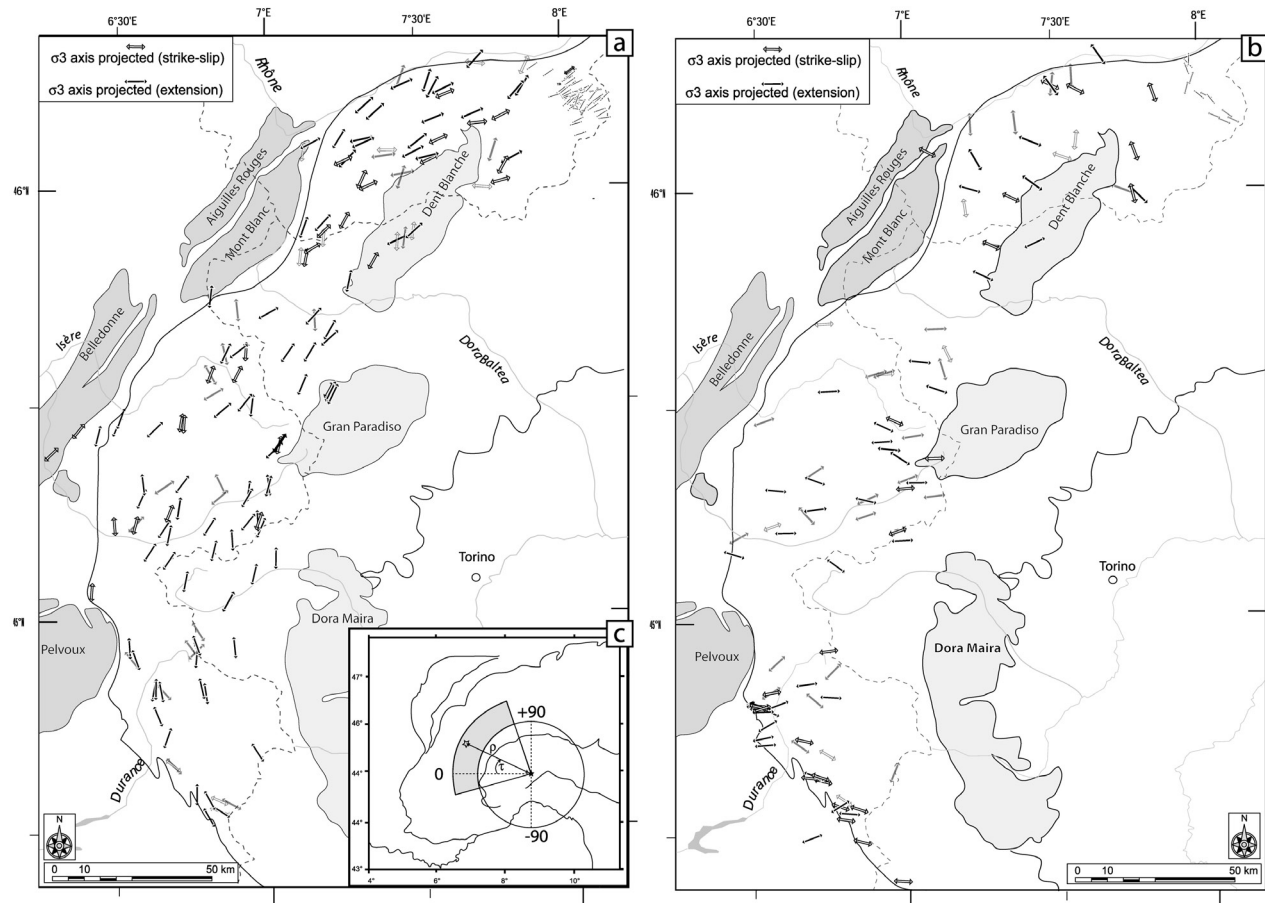 6°30'E 7°E 7°30'E 8°E
a
σ3 axis projected (strike-slip)
σ3 axis projected (extension)
Rhône
46°
Aiguilles Rouges
Mont Blanc
Dent Blanche
Belledonne
Isère
DoraBaltea
Gran Paradiso
Torino
Dora Maira
Pelvoux
Durance
N
0 10 50 km
c
47°
46°
44°
44°
43°
4° 6° 8° 10°
+90
0
-90
ρ
τ
6°30'E 7°E 7°30'E 8°E
b
σ3 axis projected (strike-slip)
σ3 axis projected (extension)
Rhône
46°
Aiguilles Rouges
Mont Blanc
Dent Blanche
Belledonne
Isère
DoraBaltea
Gran Paradiso
Torino
Dora Maira
Pelvoux
Durance
N
0 10 50 km